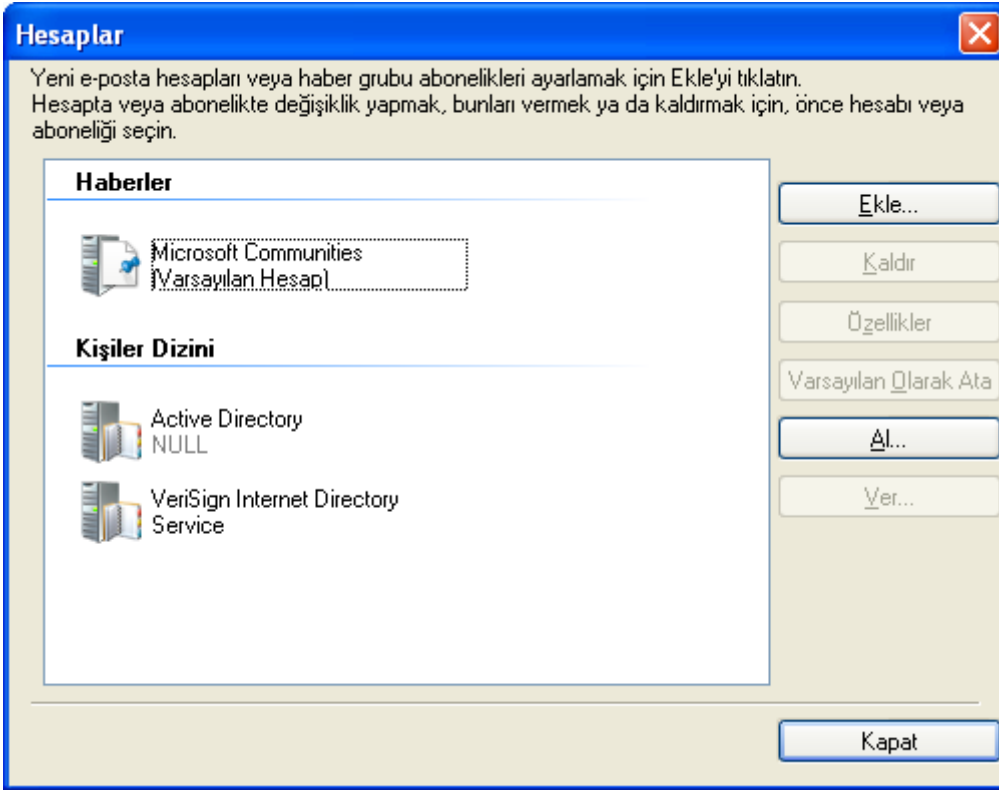 Hesaplar
Yeni e-posta hesapları veya haber grubu abonelikleri ayarlamak için Ekle'yi tıklatın.
Hesapta veya abonelikte değişiklik yapmak, bunları vermek ya da kaldırmak için, önce hesabı veya
aboneliği seçin.
Haberler
Microsoft Communities
(Varsayılan Hesap)
Kişiler Dizini
Active Directory
NULL
VeriSign Internet Directory
Service
Ekle...
Kaldır
Özellikler
Varsayılan Olarak Ata
Al...
Ver...
Kapat